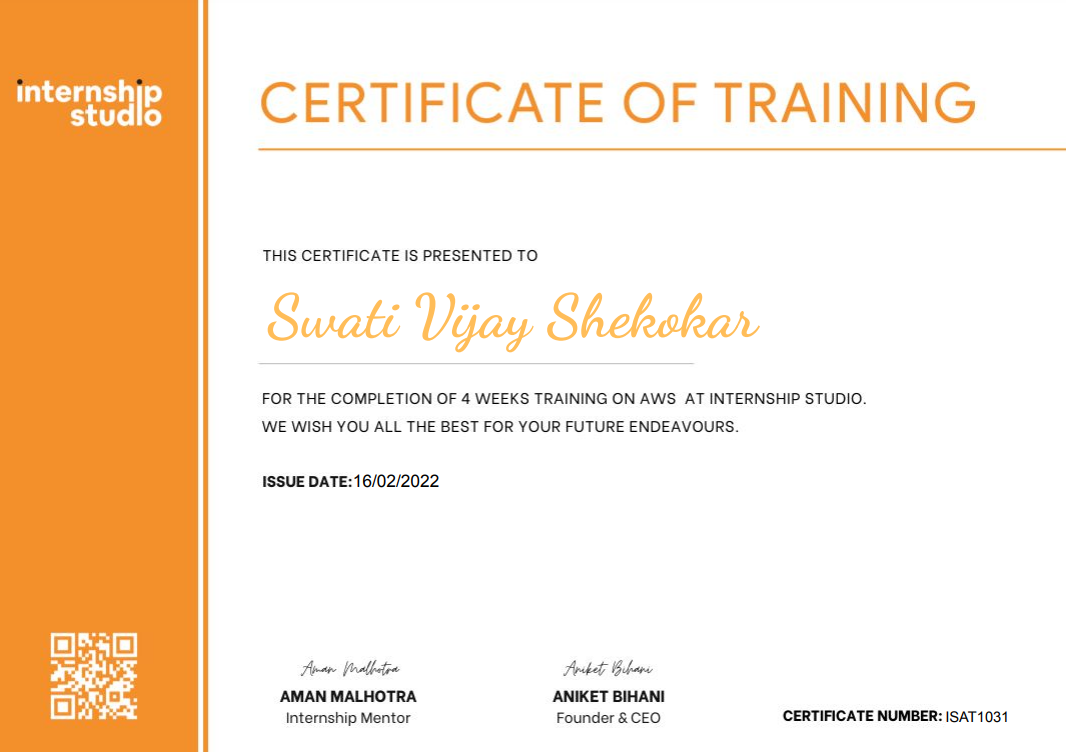 internship
studio
CERTIFICATE OF TRAINING
THIS CERTIFICATE IS PRESENTED TO
Swati Vijay Shekokar
FOR THE COMPLETION OF 4 WEEKS TRAINING ON AWS AT INTERNSHIP STUDIO.
WE WISH YOU ALL THE BEST FOR YOUR FUTURE ENDEAVOURS.
ISSUE DATE:16/02/2022
Aman Malhotra
AMAN MALHOTRA
Internship Mentor
Aniket Bihani
ANIKET BIHANI
Founder & CEO
CERTIFICATE NUMBER: ISAT1031